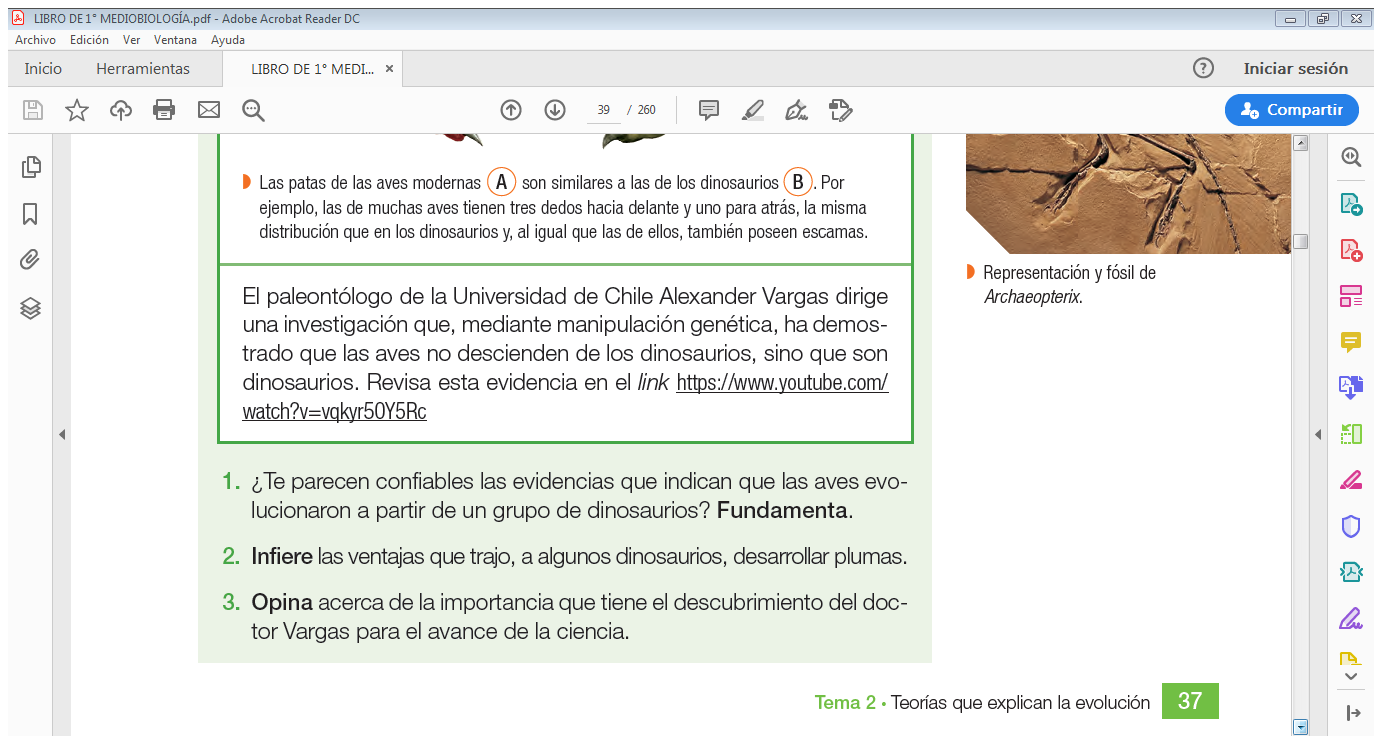 LIBRO DE 1° MEDIOBIOLOGÍA.pdf - Adobe Acrobat Reader DC
Archivo Edición Ver Ventana Ayuda
Inicio Herramientas LIBRO DE 1° MEDI... × ? Iniciar sesión
39 / 260 Compartir
Las patas de las aves modernas A son similares a las de los dinosaurios B. Por
ejemplo, las de muchas aves tienen tres dedos hacia delante y uno para atrás, la misma
distribución que en los dinosaurios y, al igual que las de ellos, también poseen escamas.
Representación y fósil de
Archaeopterix.
El paleontólogo de la Universidad de Chile Alexander Vargas dirige
una investigación que, mediante manipulación genética, ha demos-
trado que las aves no descienden de los dinosaurios, sino que son
dinosaurios. Revisa esta evidencia en el link https://www.youtube.com/
watch?v=vqkyr50Y5Rc
1. ¿Te parecen confiables las evidencias que indican que las aves evo-
lucionaron a partir de un grupo de dinosaurios? Fundamenta.
2. Infiere las ventajas que trajo, a algunos dinosaurios, desarrollar plumas.
3. Opina acerca de la importancia que tiene el descubrimiento del doc-
tor Vargas para el avance de la ciencia.
Tema 2 • Teorías que explican la evolución 37